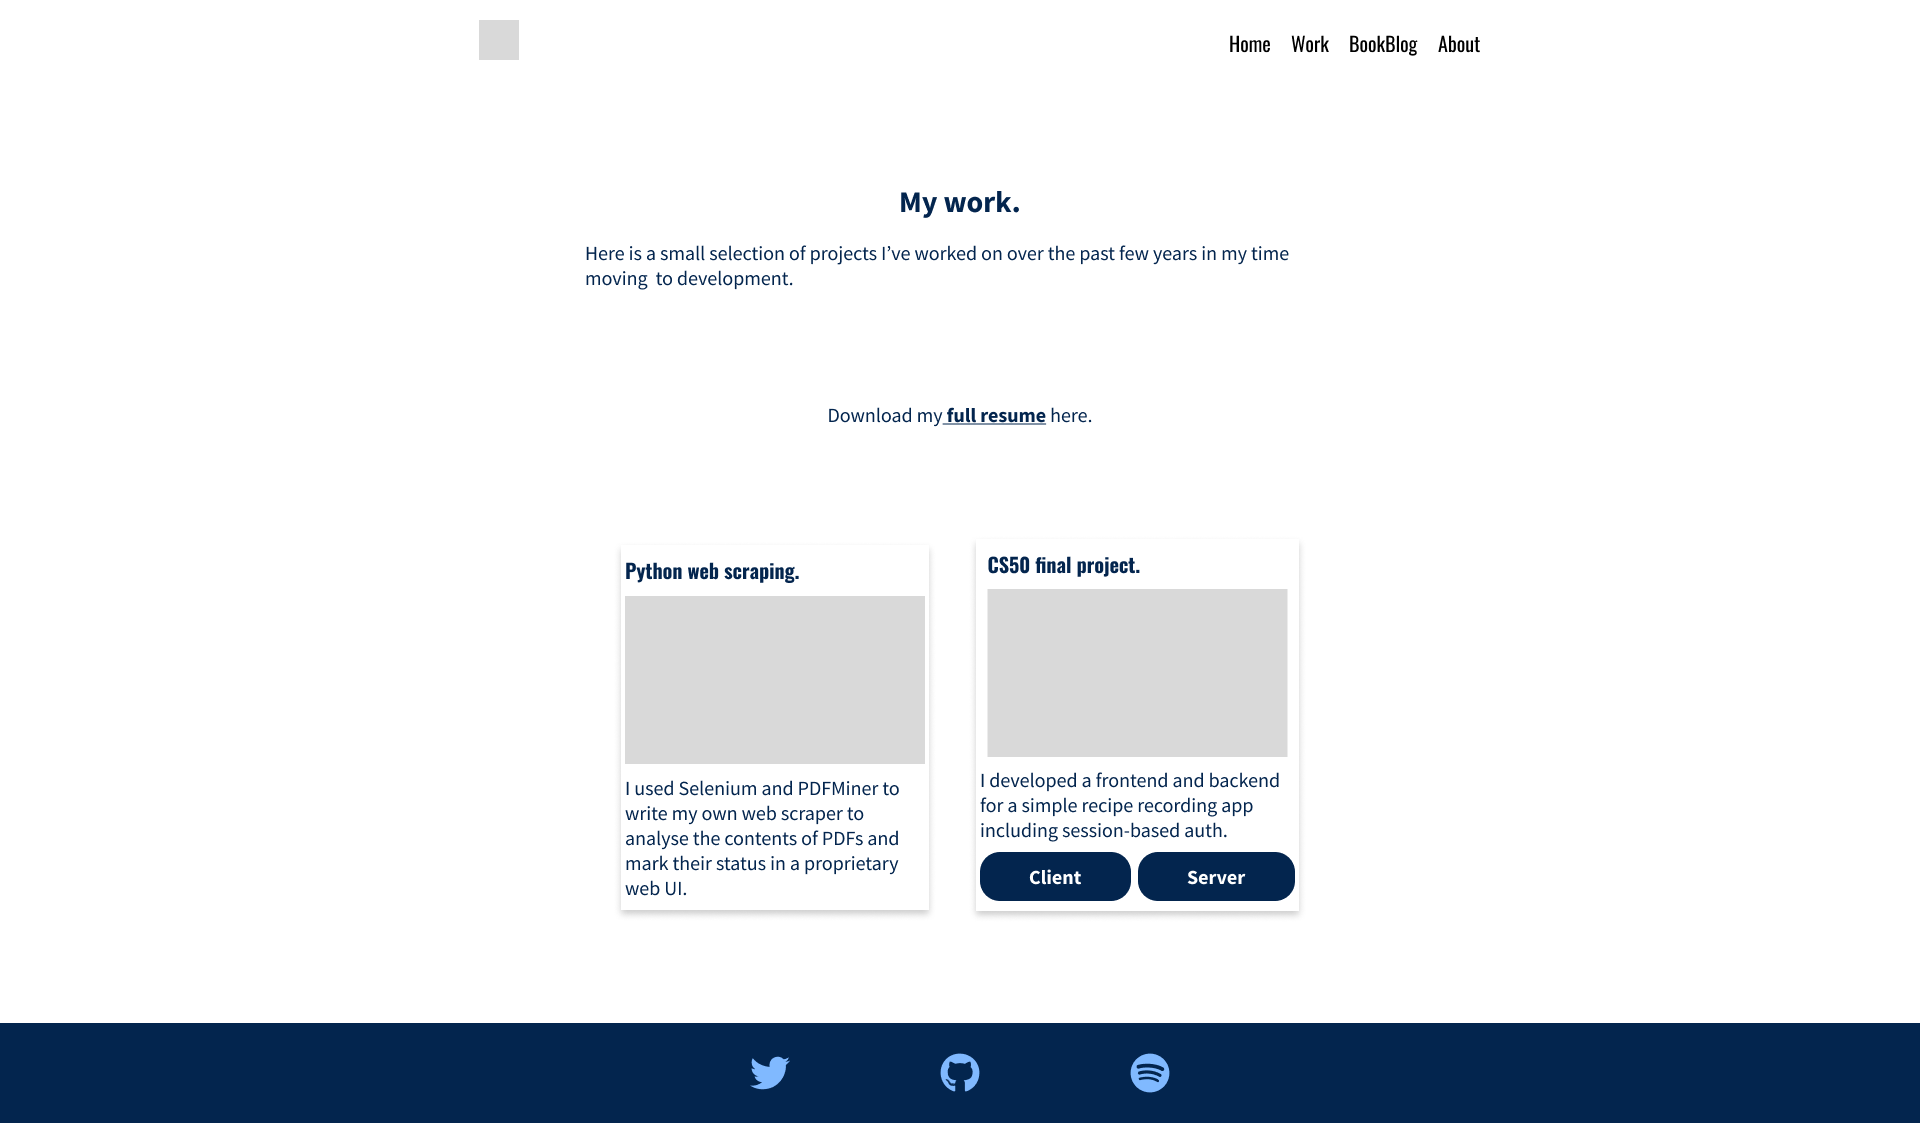 Home Work BookBlog About
My work.
Here is a small selection of projects I’ve worked on over the past few years in my time
moving  to development.
Download my full resume here.
Python web scraping.
I used Selenium and PDFMiner to
write my own web scraper to
analyse the contents of PDFs and
mark their status in a proprietary
web UI.
CS50 final project.
I developed a frontend and backend
for a simple recipe recording app
including session-based auth.
Client Server